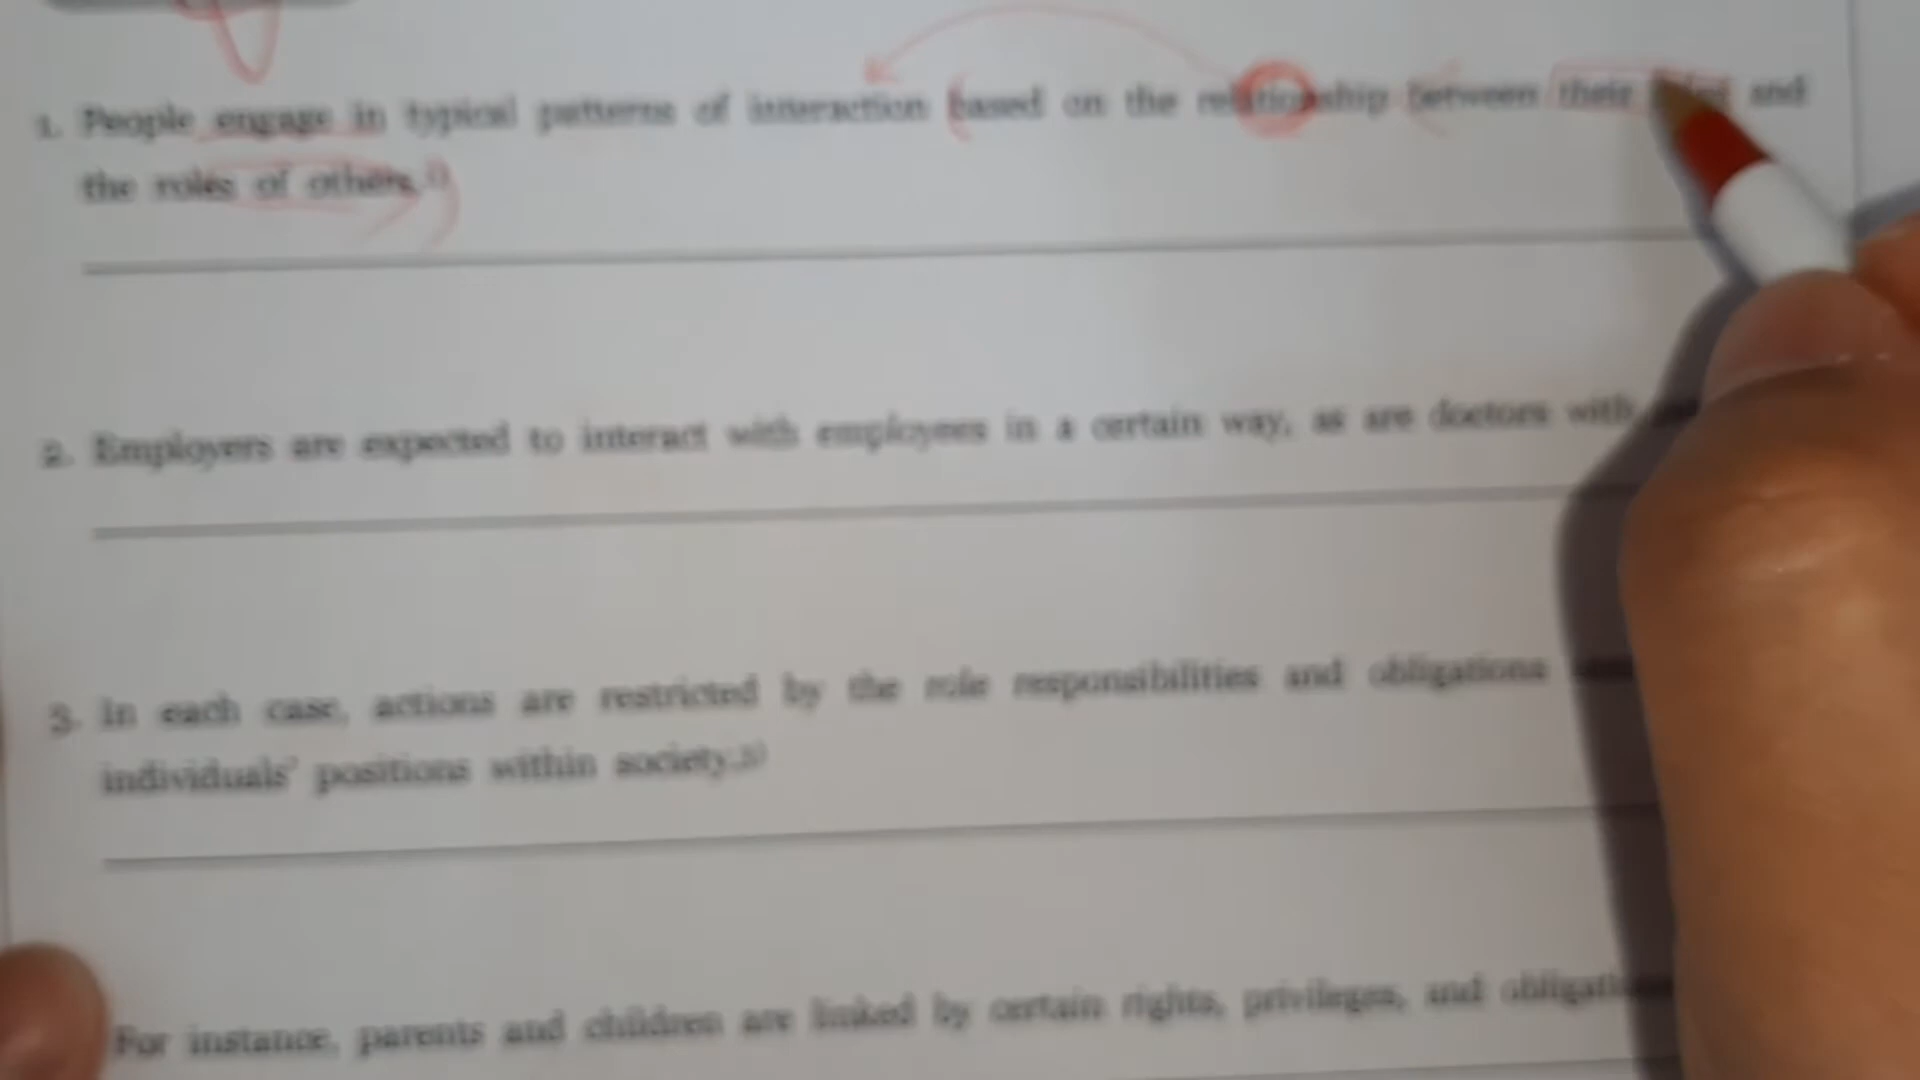 1. People engage in typical patterns of interaction based on the relationship between their and
the roles of others.1)
2. Employers are expected to interact with employees in a certain way, as are doctors with
3. In each case, actions are restricted by the role responsibilities and obligations
individuals' positions within society.3)
For instance, parents and children are linked by certain rights, privileges, and